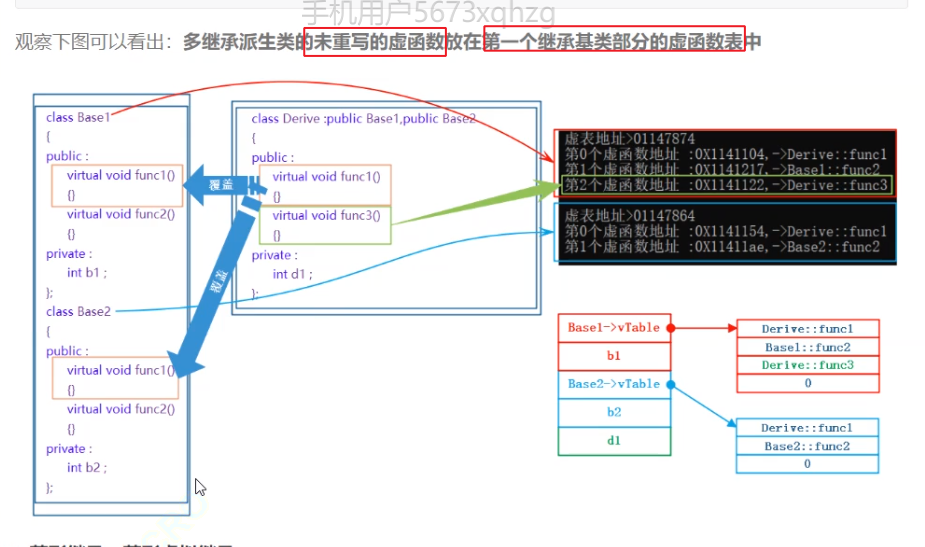 手机用户5673xqhzg
观察下图可以看出：多继承派生类的未重写的虚函数放在第一个继承基类部分的虚函数表中
class Base1
{
public :
virtual void func1()
{}
virtual void func2()
{}
private :
int b1 ;
};
class Base2
{
public :
virtual void func1()
{}
virtual void func2()
{}
private :
int b2 ;
};
覆盖
覆盖
class Derive :public Base1,public Base2
{
public :
virtual void func1()
{}
virtual void func3()
{}
private :
int d1 ;
};
虚表地址>01147874
第0个虚函数地址 :0X1141104,->Derive::func1
第1个虚函数地址 :0X1141217,->Base1::func2
第2个虚函数地址 :0X1141122,->Derive::func3
虚表地址>01147864
第0个虚函数地址 :0X1141154,->Derive::func1
第1个虚函数地址 :0X11411ae,->Base2::func2
Base1->vTable
b1
Base2->vTable
b2
d1
Derive::func1
Base1::func2
Derive::func3
0
Derive::func1
Base2::func2
0